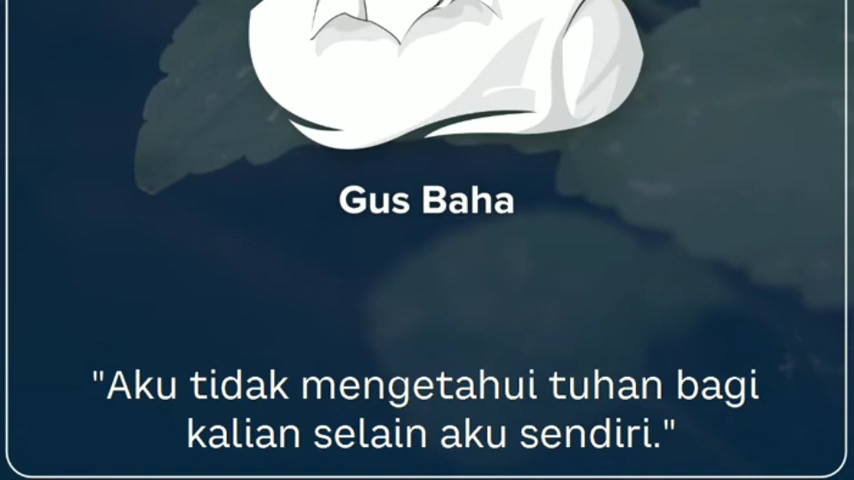 Gus Baha
"Aku tidak mengetahui tuhan bagi
kalian selain aku sendiri."